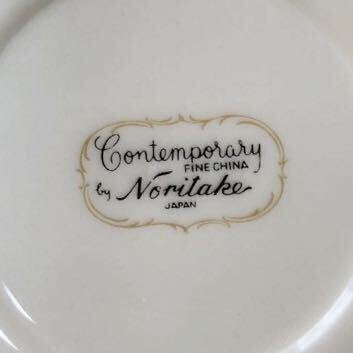 Contemporary
FINE CHINA
by Noritake
JAPAN